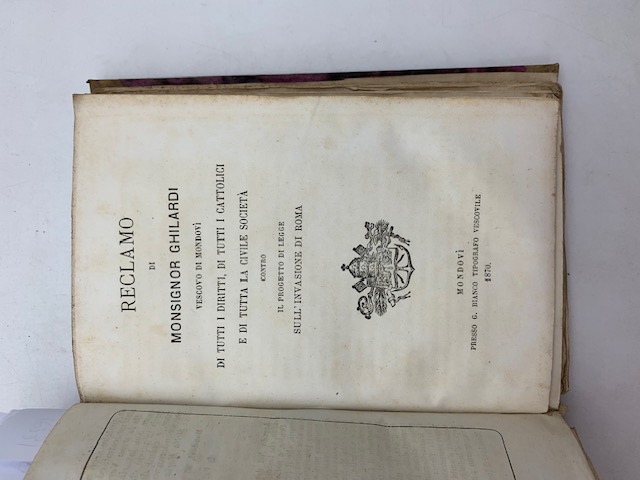 RECLAMO
DI
MONSIGNOR GHILARDI
VESCOVO DI MONDOVÌ
DI TUTTI I DIRITTI, DI TUTTI I CATTOLICI
E DI TUTTA LA CIVILE SOCIETÀ
CONTRO
IL PROGETTO DI LEGGE
SULL'INVASIONE DI ROMA
MONDOVÌ
PRESSO G. BIANCO TIPOGRAFO VESCOVILE
1870.